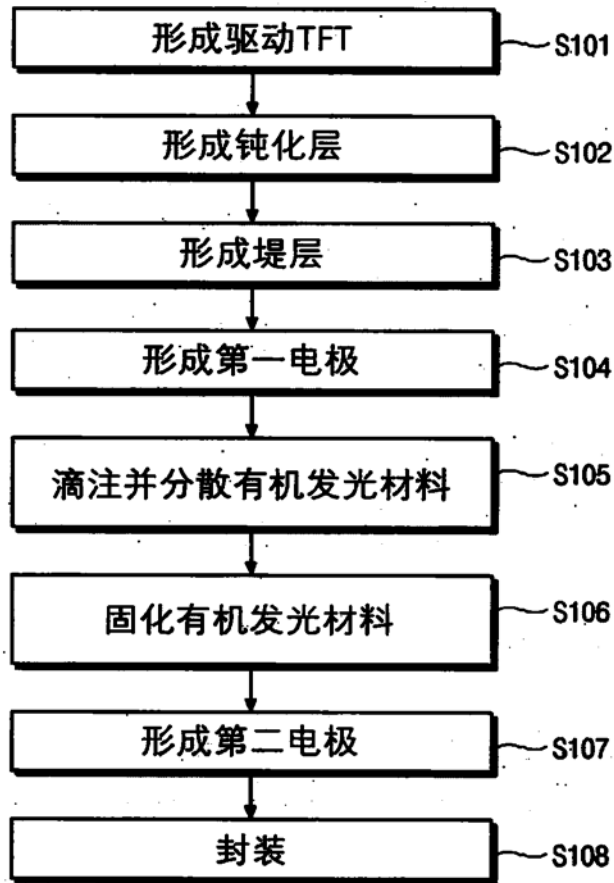 形成驱动TFT
S101
形成钝化层
S102
形成堤层
S103
形成第一电极
S104
滴注并分散有机发光材料
S105
固化有机发光材料
S106
形成第二电极
S107
封装
S108